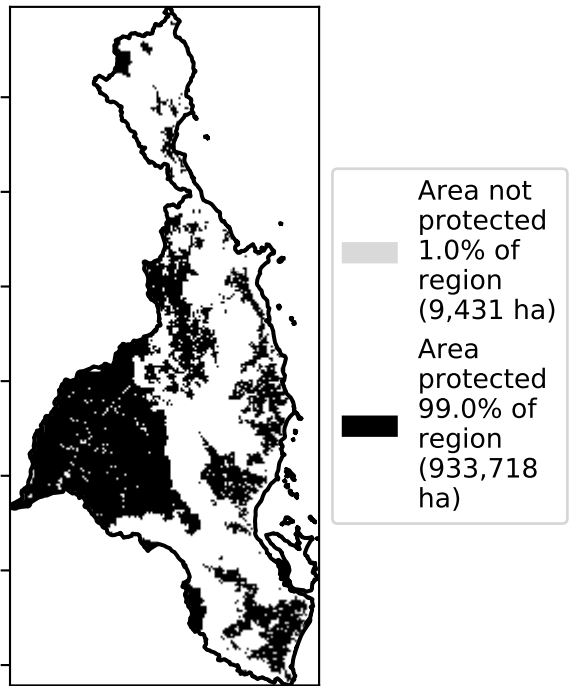 Area not
protected
1.0% of
region
(9,431 ha)
Area
protected
99.0% of
region
(933,718
ha)